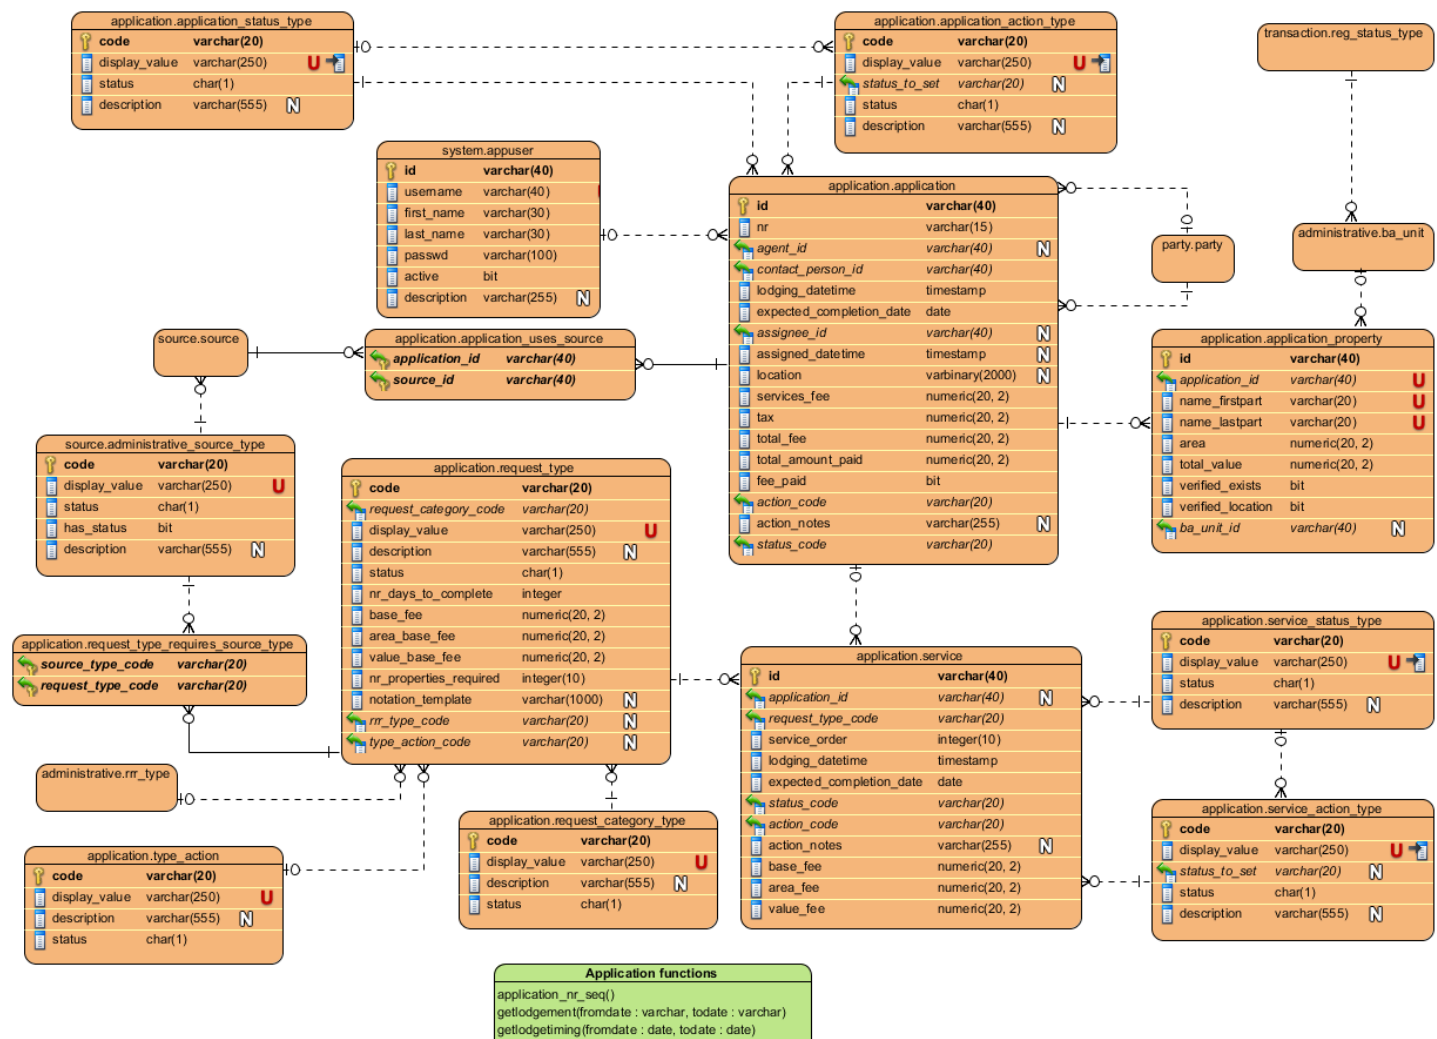 application.application_status_type
code varchar(20)
display_value varchar(250) U
status char(1)
description varchar(555) N
application.application_action_type
code varchar(20)
display_value varchar(250) U
status_to_set varchar(20) N
status char(1)
description varchar(555) N
transaction.reg_status_type
system.appuser
id varchar(40)
username varchar(40)
first_name varchar(30)
last_name varchar(30)
passwd varchar(100)
active bit
description varchar(255) N
application.application
id varchar(40)
nr varchar(15)
agent_id varchar(40) N
contact_person_id varchar(40)
lodging_datetime timestamp
expected_completion_date date
assignee_id varchar(40) N
assigned_datetime timestamp N
location varbinary(2000) N
services_fee numeric(20, 2)
tax numeric(20, 2)
total_fee numeric(20, 2)
total_amount_paid numeric(20, 2)
fee_paid bit
action_code varchar(20)
action_notes varchar(255) N
status_code varchar(20)
party.party
administrative.ba_unit
source.source
application.application_uses_source
application_id varchar(40)
source_id varchar(40)
application.application_property
id varchar(40)
application_id varchar(40) U
name_firstpart varchar(20) U
name_lastpart varchar(20) U
area numeric(20, 2)
total_value numeric(20, 2)
verified_exists bit
verified_location bit
ba_unit_id varchar(40) N
source.administrative_source_type
code varchar(20)
display_value varchar(250) U
status char(1)
has_status bit
description varchar(555) N
application.request_type
code varchar(20)
request_category_code varchar(20)
display_value varchar(250) U
description varchar(555) N
status char(1)
nr_days_to_complete integer
base_fee numeric(20, 2)
area_base_fee numeric(20, 2)
value_base_fee numeric(20, 2)
nr_properties_required integer(10)
notation_template varchar(1000) N
rrr_type_code varchar(20) N
type_action_code varchar(20) N
application.request_type_requires_source_type
source_type_code varchar(20)
request_type_code varchar(20)
application.service
id varchar(40)
application_id varchar(40) N
request_type_code varchar(20)
service_order integer(10)
lodging_datetime timestamp
expected_completion_date date
status_code varchar(20)
action_code varchar(20)
action_notes varchar(255) N
base_fee numeric(20, 2)
area_fee numeric(20, 2)
value_fee numeric(20, 2)
application.service_status_type
code varchar(20)
display_value varchar(250) U
status char(1)
description varchar(555) N
administrative.rrr_type
application.request_category_type
code varchar(20)
display_value varchar(250) U
description varchar(555) N
status char(1)
application.service_action_type
code varchar(20)
display_value varchar(250) U
status_to_set varchar(20) N
status char(1)
description varchar(555) N
application.type_action
code varchar(20)
display_value varchar(250) U
description varchar(555) N
status char(1)
Application functions
application_nr_seq()
getlodgement(fromdate : varchar, todate : varchar)
getlodgetiming(fromdate : date, todate : date)